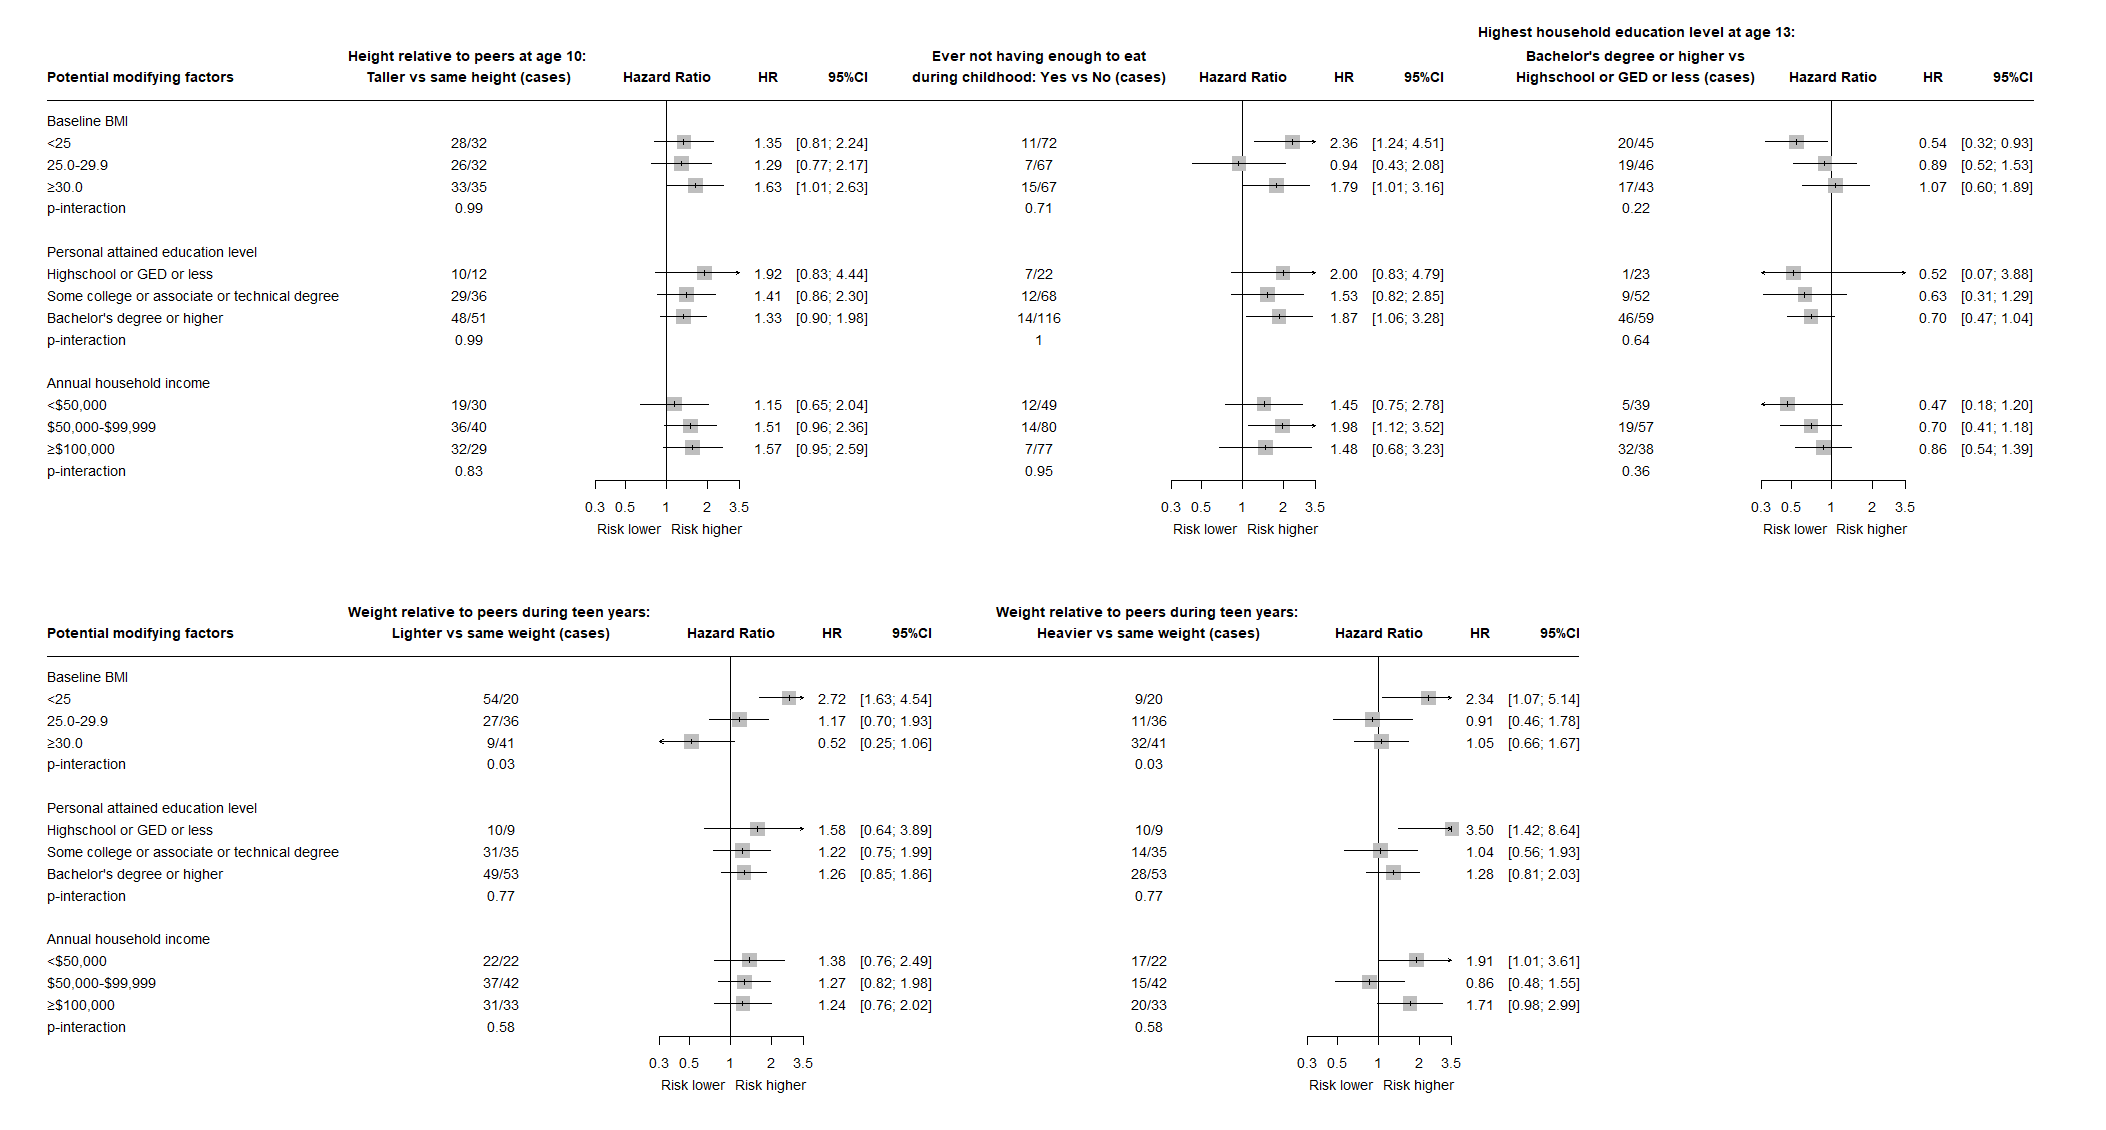 Highest household education level at age 13:
Height relative to peers at age 10: Ever not having enough to eat Bachelor's degree or higher vs
Potential modifying factors Taller vs same height (cases) Hazard Ratio HR 95%CI during childhood: Yes vs No (cases) Hazard Ratio HR 95%CI Highschool or GED or less (cases) Hazard Ratio HR 95%CI
Baseline BMI
<25 28/32 1.35 [0.81; 2.24] 11/72 2.36 [1.24; 4.51] 20/45 0.54 [0.32; 0.93]
25.0-29.9 26/32 1.29 [0.77; 2.17] 7/67 0.94 [0.43; 2.08] 19/46 0.89 [0.52; 1.53]
≥30.0 33/35 1.63 [1.01; 2.63] 15/67 1.79 [1.01; 3.16] 17/43 1.07 [0.60; 1.89]
p-interaction 0.99 0.71 0.22
Personal attained education level
Highschool or GED or less 10/12 1.92 [0.83; 4.44] 7/22 2.00 [0.83; 4.79] 1/23 0.52 [0.07; 3.88]
Some college or associate or technical degree 29/36 1.41 [0.86; 2.30] 12/68 1.53 [0.82; 2.85] 9/52 0.63 [0.31; 1.29]
Bachelor's degree or higher 48/51 1.33 [0.90; 1.98] 14/116 1.87 [1.06; 3.28] 46/59 0.70 [0.47; 1.04]
p-interaction 0.99 1 0.64
Annual household income
<$50,000 19/30 1.15 [0.65; 2.04] 12/49 1.45 [0.75; 2.78] 5/39 0.47 [0.18; 1.20]
$50,000-$99,999 36/40 1.51 [0.96; 2.36] 14/80 1.98 [1.12; 3.52] 19/57 0.70 [0.41; 1.18]
≥$100,000 32/29 1.57 [0.95; 2.59] 7/77 1.48 [0.68; 3.23] 32/38 0.86 [0.54; 1.39]
p-interaction 0.83 0.95 0.36
0.3 0.5 1 2 3.5 0.3 0.5 1 2 3.5 0.3 0.5 1 2 3.5
Risk lower Risk higher Risk lower Risk higher Risk lower Risk higher
Weight relative to peers during teen years: Weight relative to peers during teen years:
Potential modifying factors Lighter vs same weight (cases) Hazard Ratio HR 95%CI Heavier vs same weight (cases) Hazard Ratio HR 95%CI
Baseline BMI
<25 54/20 2.72 [1.63; 4.54] 9/20 2.34 [1.07; 5.14]
25.0-29.9 27/36 1.17 [0.70; 1.93] 11/36 0.91 [0.46; 1.78]
≥30.0 9/41 0.52 [0.25; 1.06] 32/41 1.05 [0.66; 1.67]
p-interaction 0.03 0.03
Personal attained education level
Highschool or GED or less 10/9 1.58 [0.64; 3.89] 10/9 3.50 [1.42; 8.64]
Some college or associate or technical degree 31/35 1.22 [0.75; 1.99] 14/35 1.04 [0.56; 1.93]
Bachelor's degree or higher 49/53 1.26 [0.85; 1.86] 28/53 1.28 [0.81; 2.03]
p-interaction 0.77 0.77
Annual household income
<$50,000 22/22 1.38 [0.76; 2.49] 17/22 1.91 [1.01; 3.61]
$50,000-$99,999 37/42 1.27 [0.82; 1.98] 15/42 0.86 [0.48; 1.55]
≥$100,000 31/33 1.24 [0.76; 2.02] 20/33 1.71 [0.98; 2.99]
p-interaction 0.58 0.58
0.3 0.5 1 2 3.5 0.3 0.5 1 2 3.5
Risk lower Risk higher Risk lower Risk higher